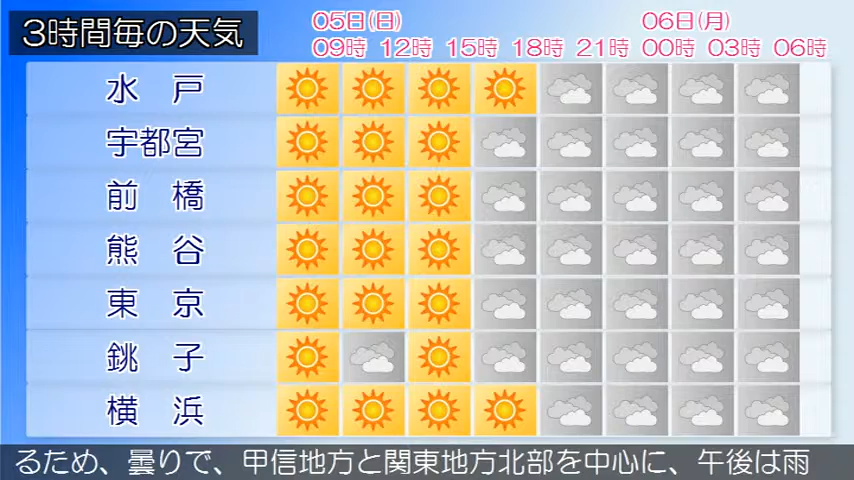 3時間毎の天気
05日(日) 06日(月)
09時 12時 15時 18時 21時 00時 03時 06時
水戸
宇都宮
前橋
熊谷
東京
銚子
横浜
るため、曇りで、甲信地方と関東地方北部を中心に、午後は雨